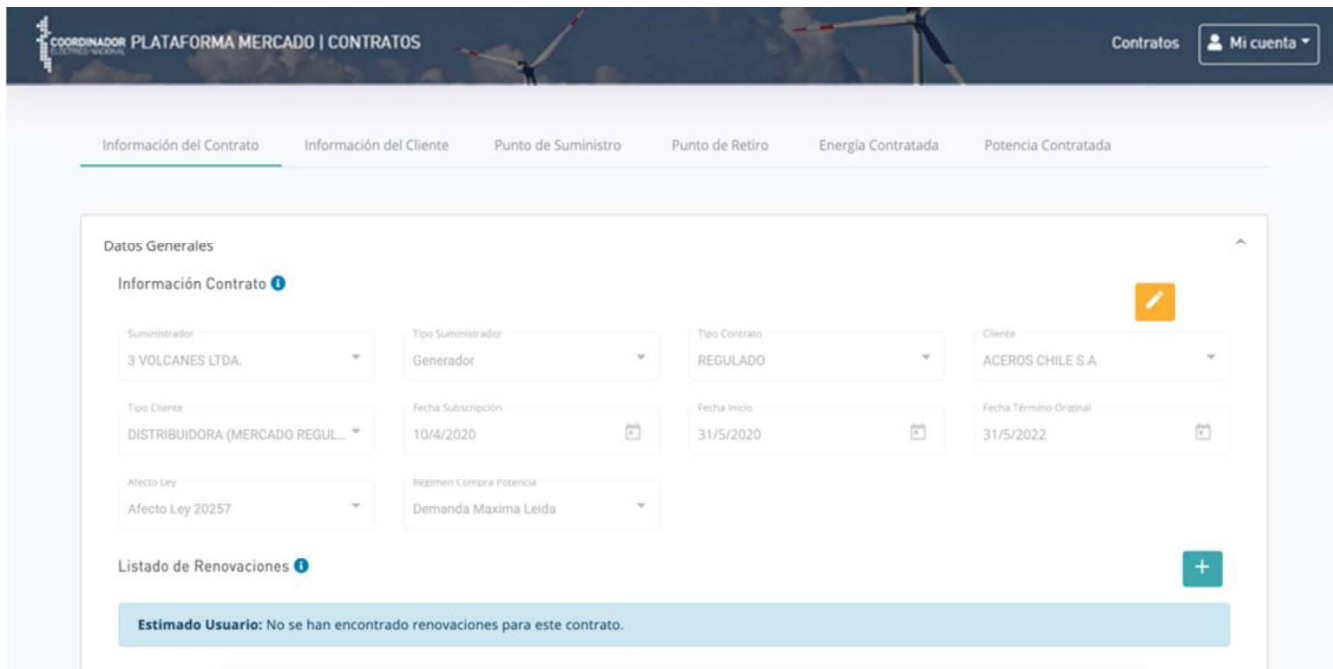 COORDINADOR PLATAFORMA MERCADO | CONTRATOS
ELÉCTRICO NACIONAL
Contratos Mi cuenta
Información del Contrato Información del Cliente Punto de Suministro Punto de Retiro Energía Contratada Potencia Contratada
Datos Generales
Información Contrato
Suministrador Tipo Suministrador Tipo Contrato Cliente
3 VOLCANES LTDA. Generador REGULADO ACEROS CHILE S.A
Tipo Cliente Fecha Subscripción Fecha Inicio Fecha Término Original
DISTRIBUIDORA (MERCADO REGUL... 10/4/2020 31/5/2020 31/5/2022
Afecto Ley Régimen Compra Potencia
Afecto Ley 20257 Demanda Maxima Leida
Listado de Renovaciones
+
Estimado Usuario: No se han encontrado renovaciones para este contrato.